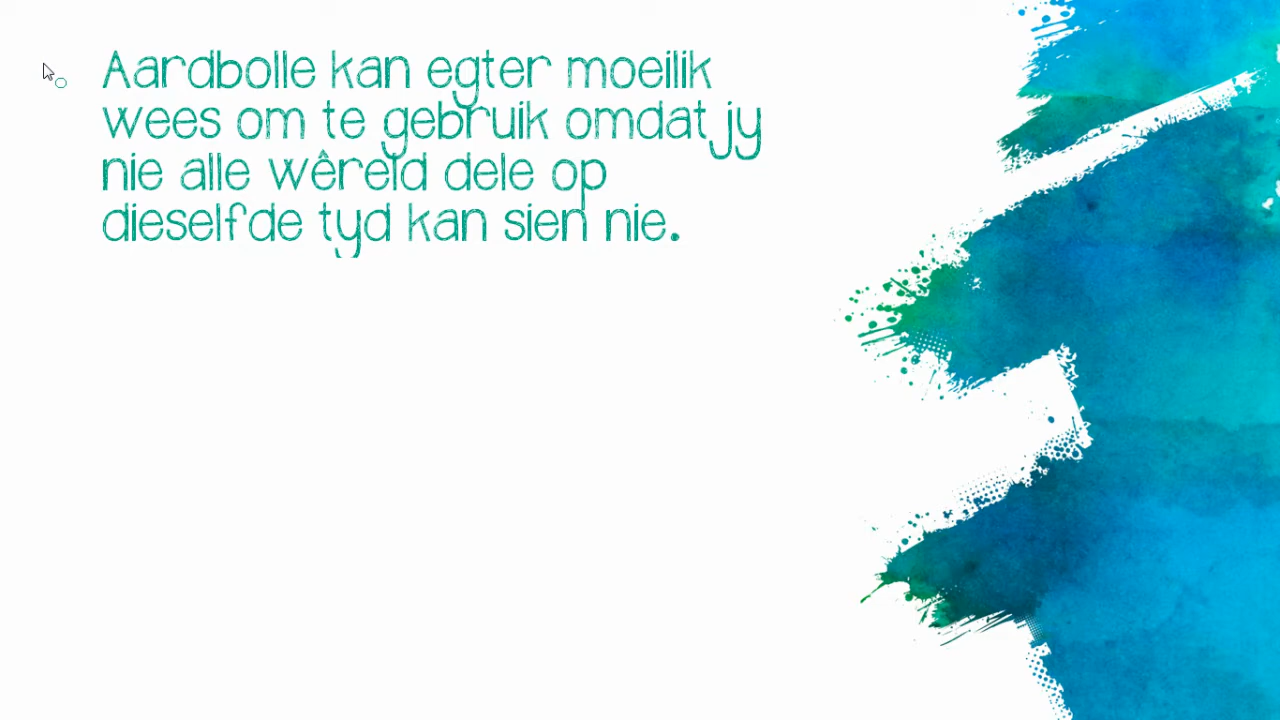 Aardbolle kan egter moeilik
wees om te gebruik omdat jy
nie alle wêreld dele op
dieselfde tyd kan sien nie.